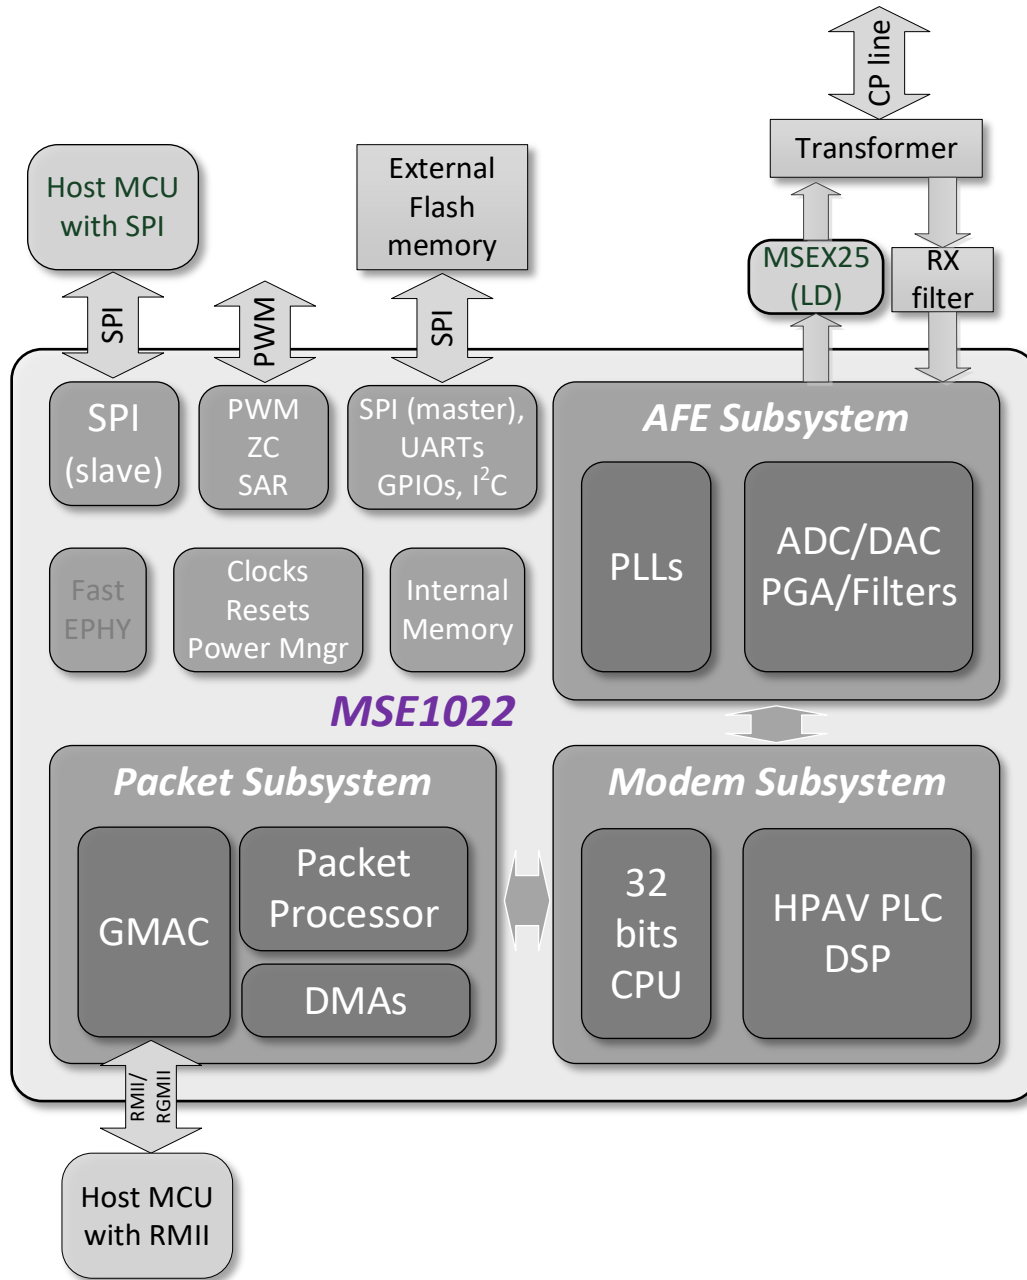 CP line
Transformer
Host MCU
with SPI
External
Flash
memory
MSEX25
(LD)
RX
filter
SPI
PWM
SPI
SPI
(slave)
PWM
ZC
SAR
SPI (master),
UARTs
GPIOs, I²C
AFE Subsystem
PLLs
ADC/DAC
PGA/Filters
Fast
EPHY
Clocks
Resets
Power Mngr
Internal
Memory
MSE1022
Packet Subsystem
GMAC
Packet
Processor
DMAs
Modem Subsystem
32
bits
CPU
HPAV PLC
DSP
RMII/
RGMII
Host MCU
with RMII